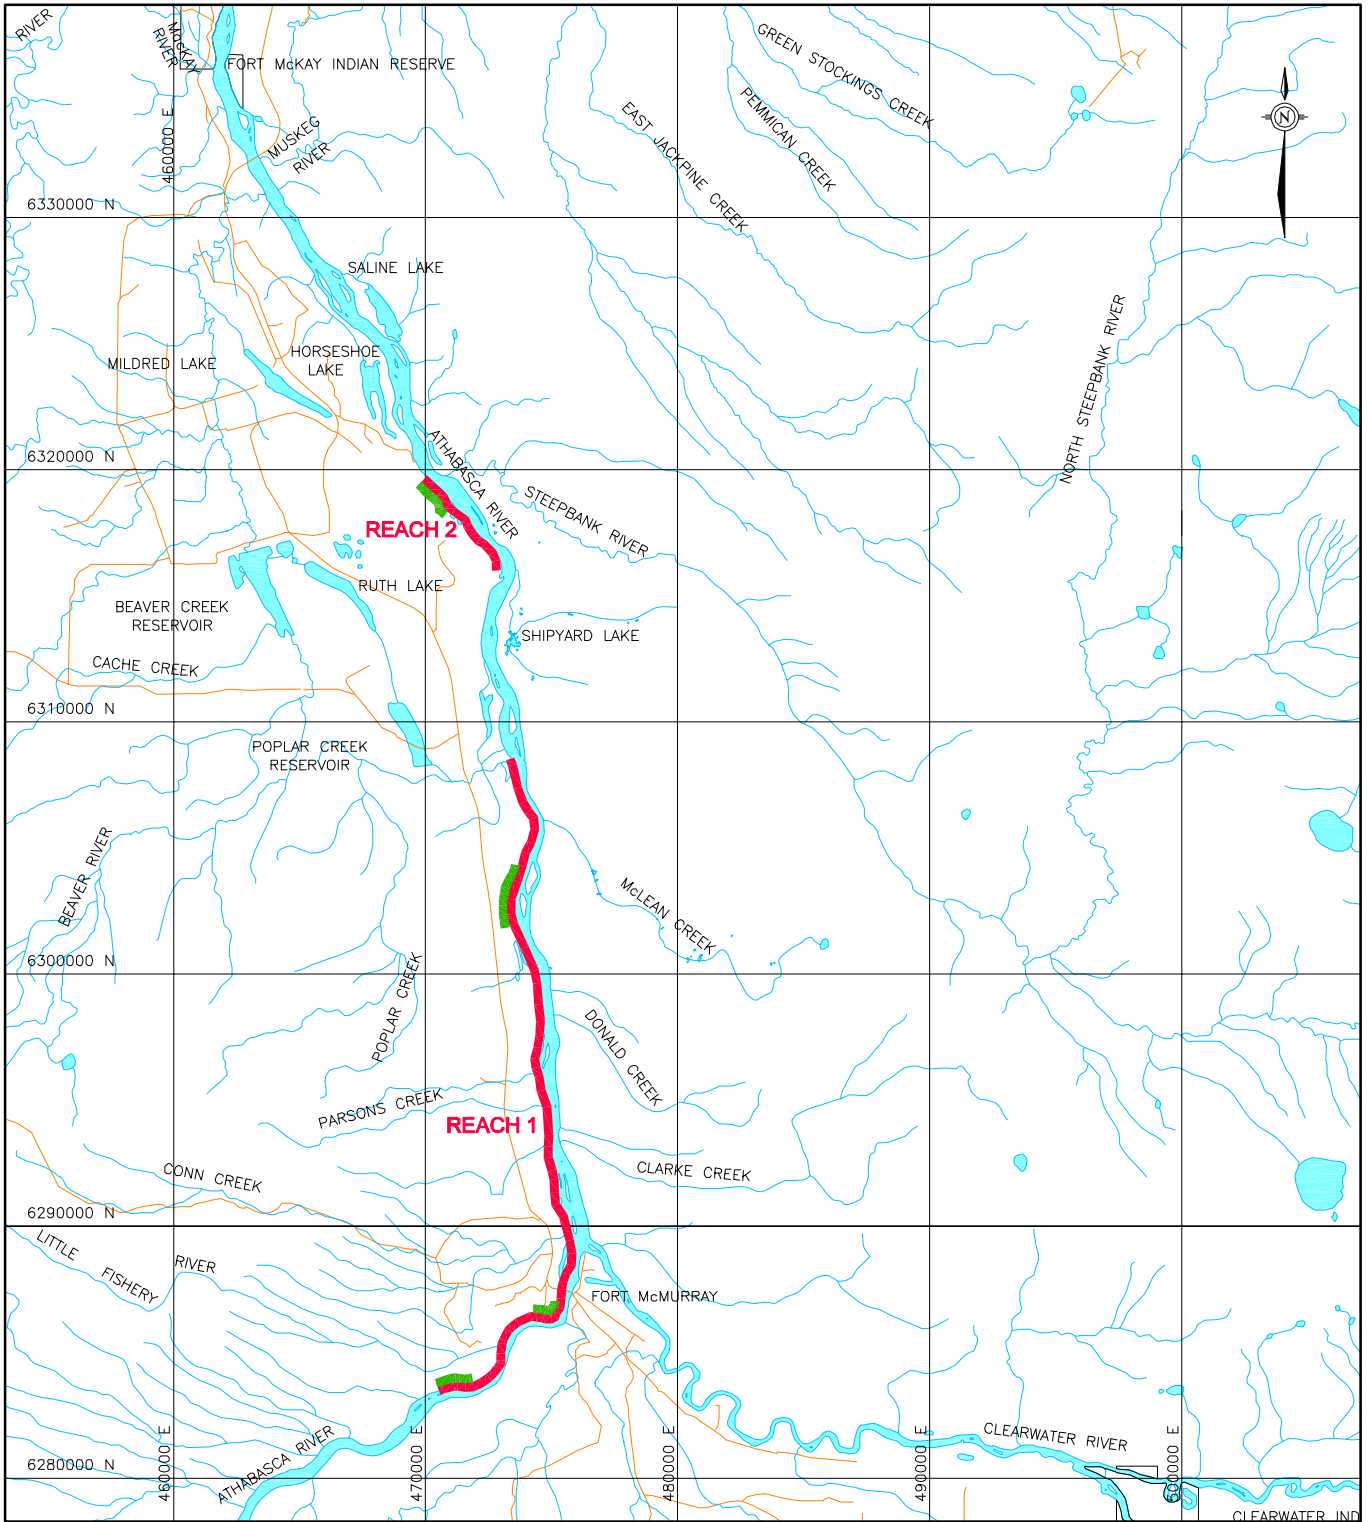 RIVER
McKAY
RIVER
FORT McKAY INDIAN RESERVE
GREEN STOCKINGS CREEK
PEMMICAN CREEK
EAST JACKPINE CREEK
N
460000 E
MUSKEG
RIVER
6330000 N
SALINE LAKE
NORTH STEEPBANK RIVER
HORSESHOE
LAKE
MILDRED LAKE
6320000 N
ATHABASCA RIVER
STEEPBANK RIVER
REACH 2
RUTH LAKE
BEAVER CREEK
RESERVOIR
SHIPYARD LAKE
CACHE CREEK
6310000 N
POPLAR CREEK
RESERVOIR
BEAVER RIVER
McLEAN CREEK
6300000 N
POPLAR CREEK
DONALD CREEK
PARSONS CREEK
REACH 1
CONN CREEK
CLARKE CREEK
6290000 N
LITTLE
FISHERY
RIVER
FORT McMURRAY
ATHABASCA RIVER
CLEARWATER RIVER
6280000 N
460000 E
470000 E
480000 E
490000 E
500000 E
CLEARWATER IND